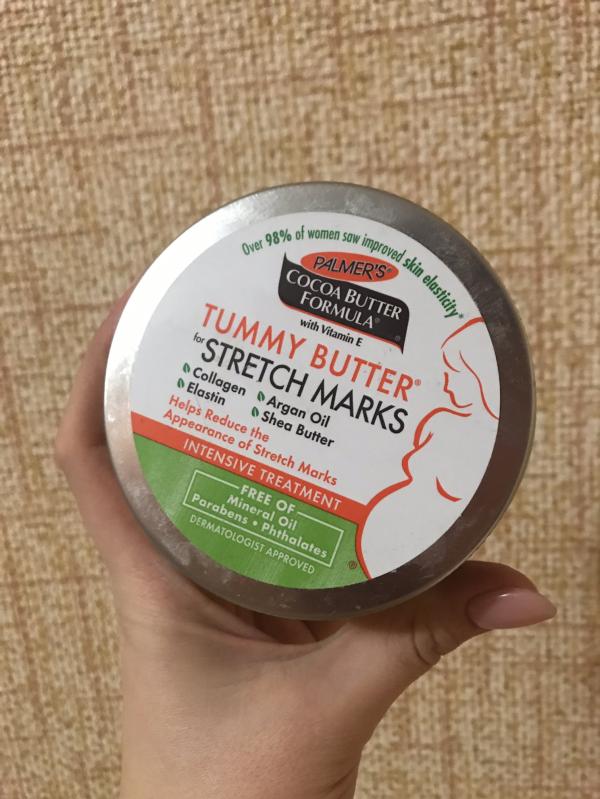 Over 98% of women saw improved skin elasticity*
PALMER'S®
COCOA BUTTER
FORMULA®
with Vitamin E
TUMMY BUTTER®
for STRETCH MARKS
Collagen Argan Oil
Elastin Shea Butter
Helps Reduce the
Appearance of Stretch Marks
INTENSIVE TREATMENT
FREE OF
Mineral Oil
Parabens • Phthalates
DERMATOLOGIST APPROVED
®